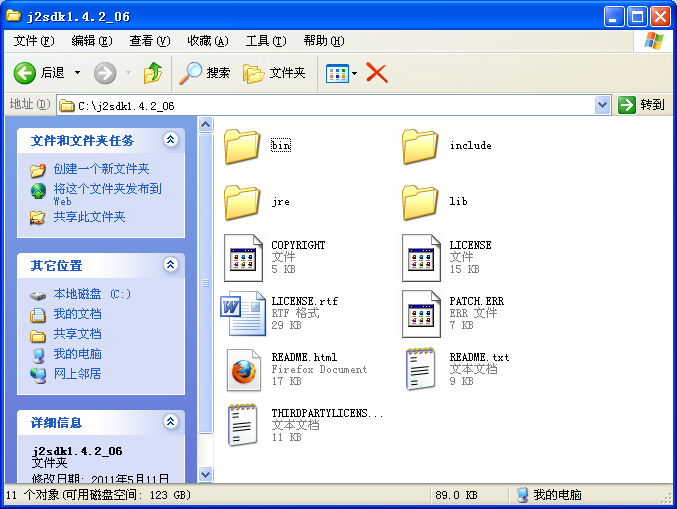 j2sdk1.4.2_06
文件(F) 编辑(E) 查看(V) 收藏(A) 工具(T) 帮助(H)
后退 搜索 文件夹
地址(D) C:\j2sdk1.4.2_06 转到
文件和文件夹任务
创建一个新文件夹
将这个文件夹发布到
Web
共享此文件夹
其它位置
本地磁盘 (C:)
我的文档
共享文档
我的电脑
网上邻居
详细信息
j2sdk1.4.2_06
文件夹
修改日期: 2011年5月11日
bin
include
jre
lib
COPYRIGHT
文件
5 KB
LICENSE
文件
15 KB
LICENSE.rtf
RTF 格式
29 KB
PATCH.ERR
ERR 文件
7 KB
README.html
Firefox Document
17 KB
README.txt
文本文档
9 KB
THIRDPARTYLICENS...
文本文档
11 KB
11 个对象(可用磁盘空间: 123 GB) 89.0 KB 我的电脑